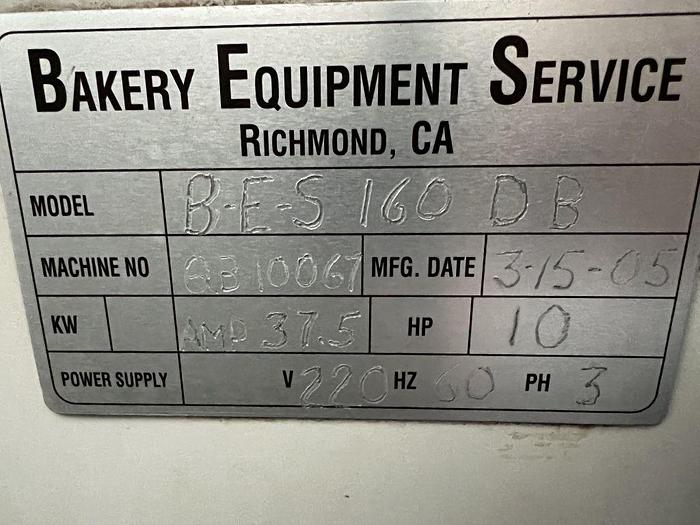 BAKERY EQUIPMENT SERVICE
RICHMOND, CA
MODEL B-E-S 160 DB
MACHINE NO QB10067 MFG. DATE 3-15-05
KW AMP 37.5 HP 10
POWER SUPPLY V 220 HZ 60 PH 3